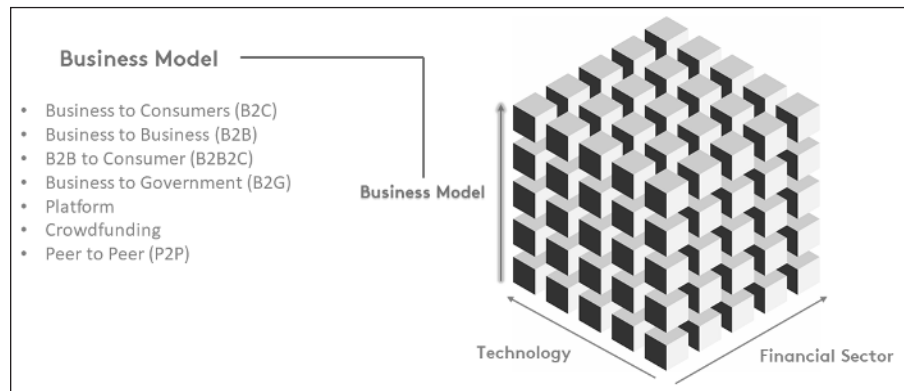 Business Model
• Business to Consumers (B2C)
• Business to Business (B2B)
• B2B to Consumer (B2B2C)
• Business to Government (B2G)
• Platform
• Crowdfunding
• Peer to Peer (P2P)
Business Model
Technology
Financial Sector